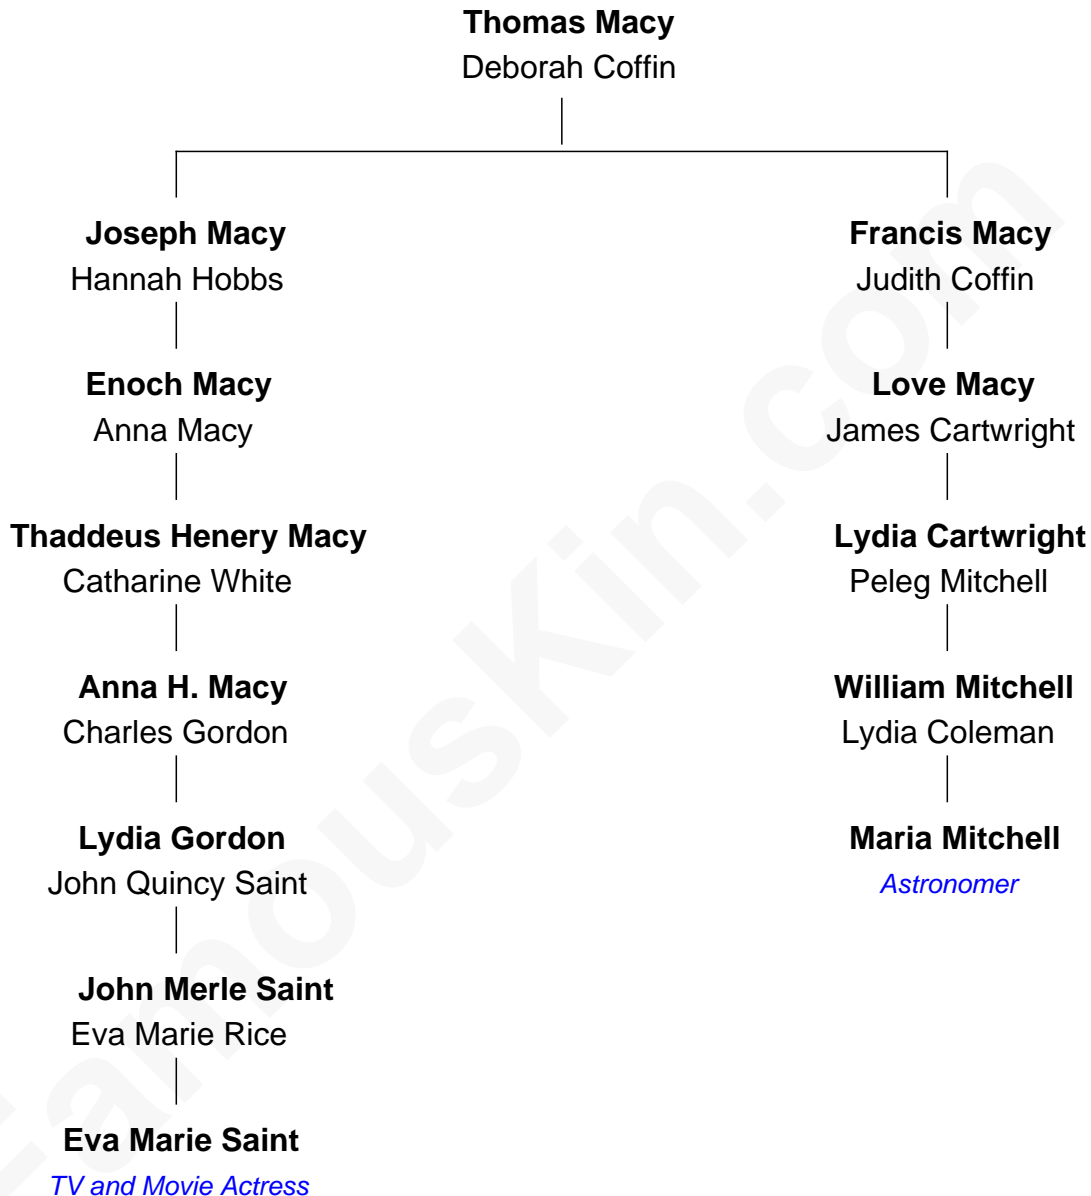 Thomas Macy
Deborah Coffin
Joseph Macy
Hannah Hobbs
Francis Macy
Judith Coffin
Enoch Macy
Anna Macy
Love Macy
James Cartwright
Thaddeus Henery Macy
Catharine White
Lydia Cartwright
Peleg Mitchell
Anna H. Macy
Charles Gordon
William Mitchell
Lydia Coleman
Lydia Gordon
John Quincy Saint
Maria Mitchell
Astronomer
John Merle Saint
Eva Marie Rice
Eva Marie Saint
TV and Movie Actress
FamousKin.com